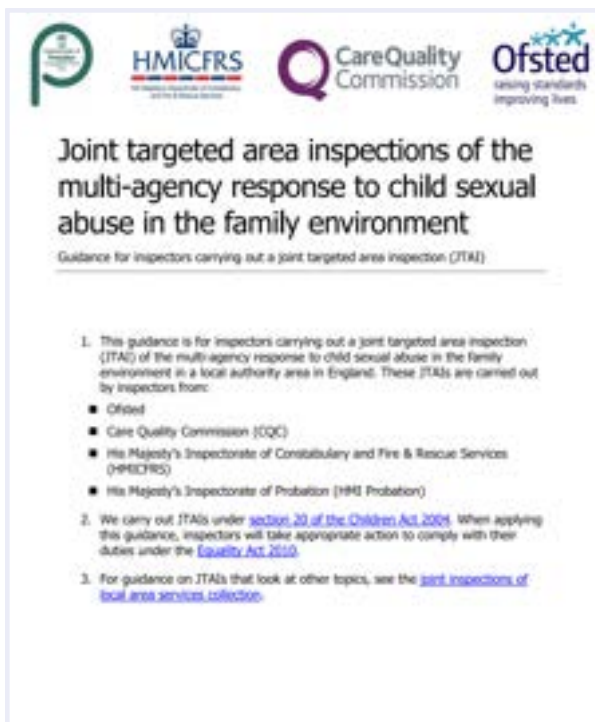 HMICFRS
CareQuality
Commission
Ofsted
raising standards
improving lives
Joint targeted area inspections of the
multi-agency response to child sexual
abuse in the family environment
Guidance for inspectors carrying out a joint targeted area inspection (JTAI)
1. This guidance is for inspectors carrying out a joint targeted area inspection
(JTAI) of the multi-agency response to child sexual abuse in the family
environment in a local authority area in England. These JTAIs are carried out
by inspectors from:
■ Ofsted
■ Care Quality Commission (CQC)
■ His Majesty's Inspectorate of Constabulary and Fire & Rescue Services
(HMICFRS)
■ His Majesty's Inspectorate of Probation (HMI Probation)
2. We carry out JTAIs under section 20 of the Children Act 2004. When applying
this guidance, inspectors will take appropriate action to comply with their
duties under the Equality Act 2010.
3. For guidance on JTAIs that look at other topics, see the joint inspections of
local area services collection.